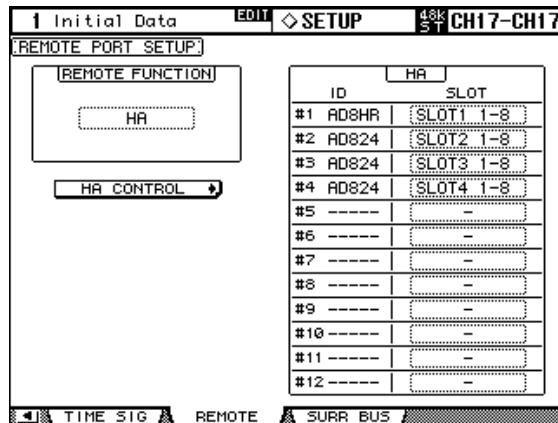 1 Initial Data EDIT ◇SETUP 48k ST CH17-CH17
REMOTE PORT SETUP
REMOTE FUNCTION
HA
HA CONTROL
HA
ID SLOT
#1 AD8HR SLOT1 1-8
#2 AD824 SLOT2 1-8
#3 AD824 SLOT3 1-8
#4 AD824 SLOT4 1-8
#5 ----- -
#6 ----- -
#7 ----- -
#8 ----- -
#9 ----- -
#10 ----- -
#11 ----- -
#12 ----- -
TIME SIG REMOTE SURR BUS